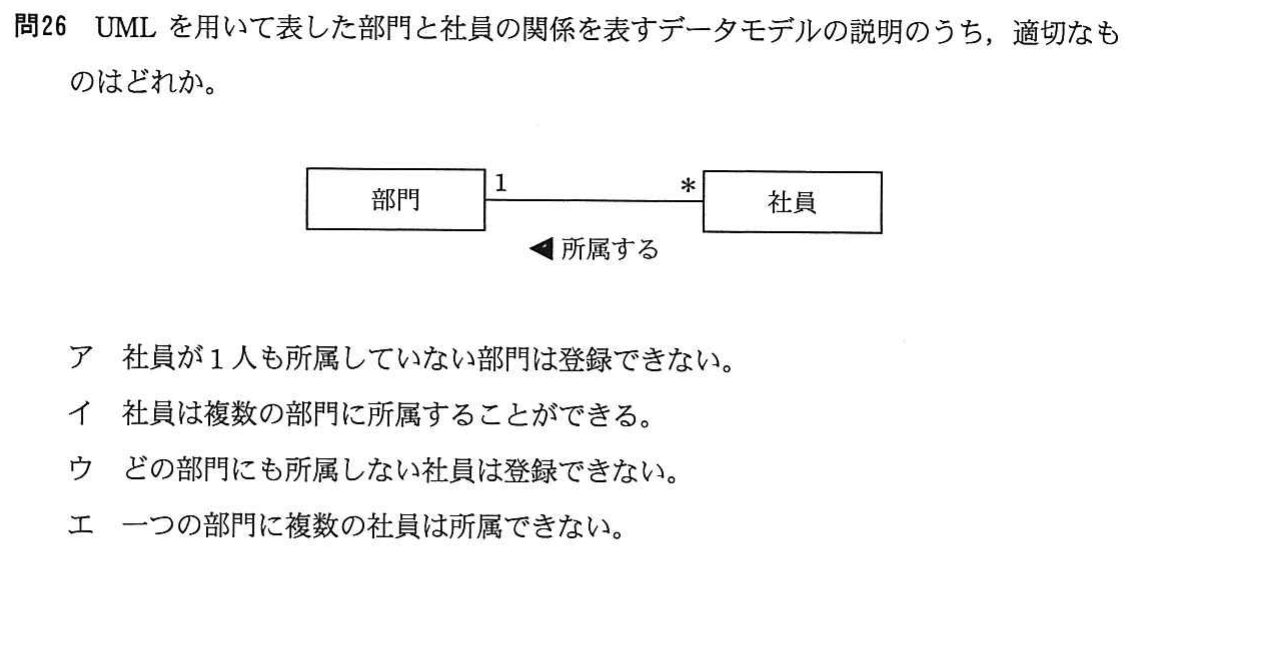 問26 UML を用いて表した部門と社員の関係を表すデータモデルの説明のうち，適切なも
のはどれか。
部門 1 * 社員
◀ 所属する
ア 社員が1人も所属していない部門は登録できない。
イ 社員は複数の部門に所属することができる。
ウ どの部門にも所属しない社員は登録できない。
エ 一つの部門に複数の社員は所属できない。